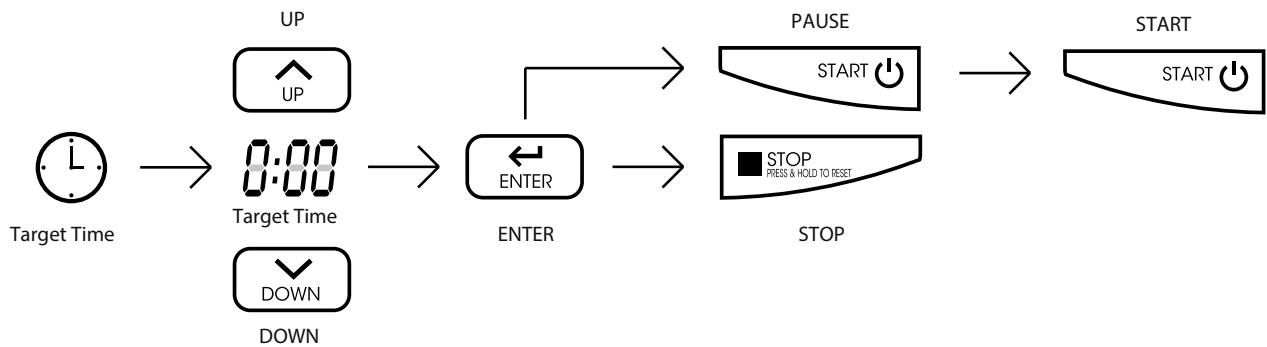 UP
PAUSE
START
UP
START
START
0:00
ENTER
STOP
PRESS & HOLD TO RESET
Target Time
Target Time
ENTER
STOP
DOWN
DOWN